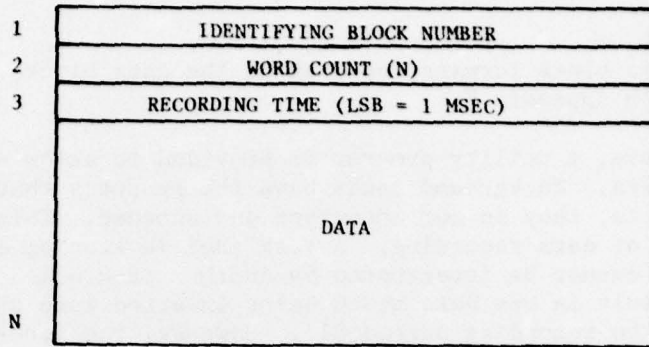 1 IDENTIFYING BLOCK NUMBER
2 WORD COUNT (N)
3 RECORDING TIME (LSB = 1 MSEC)
DATA
N